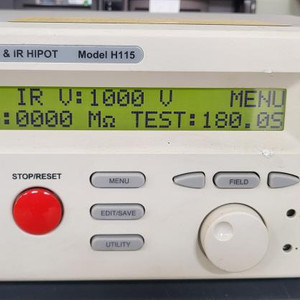 & IR HIPOT Model H115
IR V:1000 V MENU
:0000 MΩ TEST:180.0S
STOP/RESET
MENU
FIELD
EDIT/SAVE
UTILITY